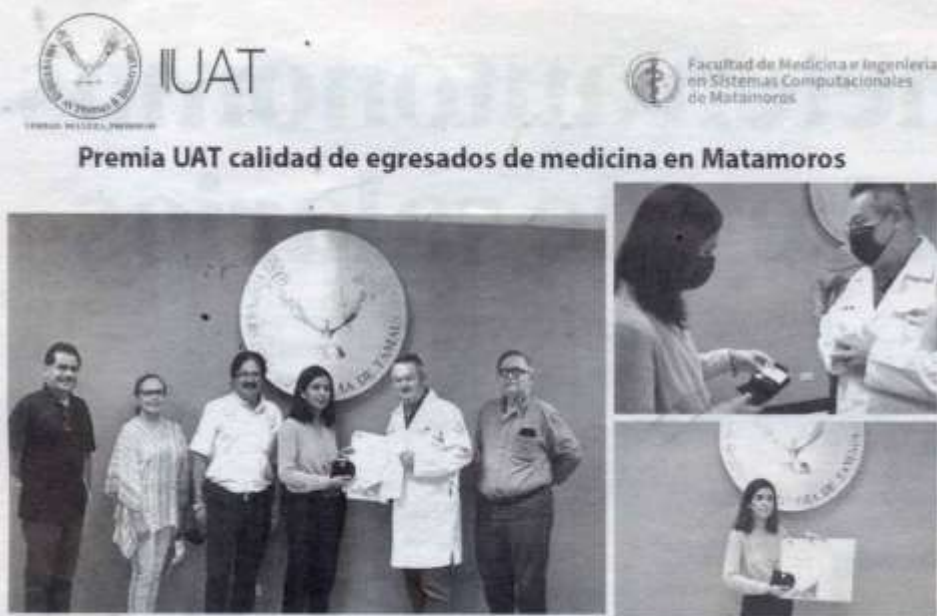 UAT
Facultad de Medicina e Ingeniería
en Sistemas Computacionales
de Matamoros
Premia UAT calidad de egresados de medicina en Matamoros